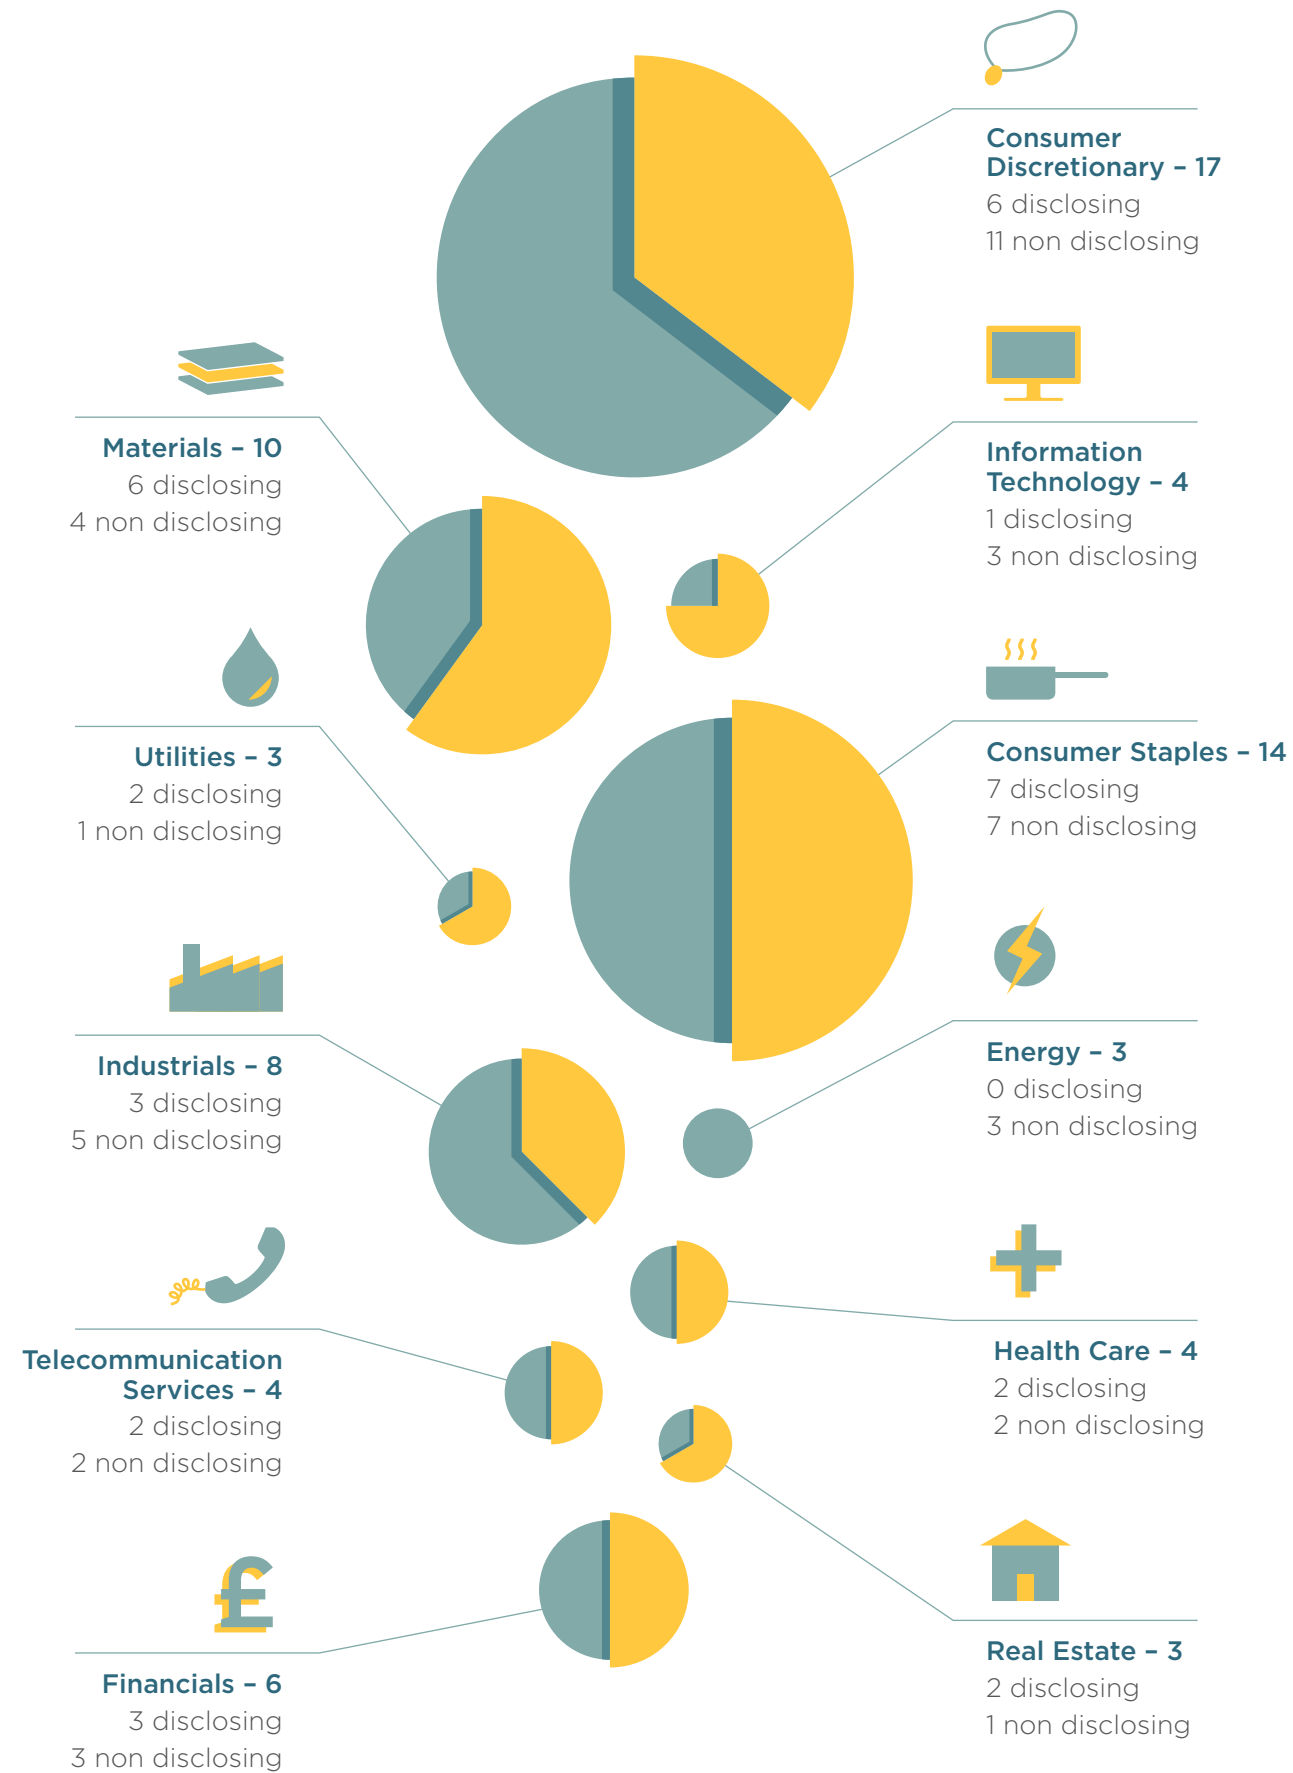 Consumer
Discretionary – 17
6 disclosing
11 non disclosing
Materials – 10
6 disclosing
4 non disclosing
Information
Technology – 4
1 disclosing
3 non disclosing
Utilities – 3
2 disclosing
1 non disclosing
Consumer Staples – 14
7 disclosing
7 non disclosing
Industrials – 8
3 disclosing
5 non disclosing
Energy – 3
0 disclosing
3 non disclosing
Telecommunication
Services – 4
2 disclosing
2 non disclosing
Health Care – 4
2 disclosing
2 non disclosing
Financials – 6
3 disclosing
3 non disclosing
Real Estate – 3
2 disclosing
1 non disclosing